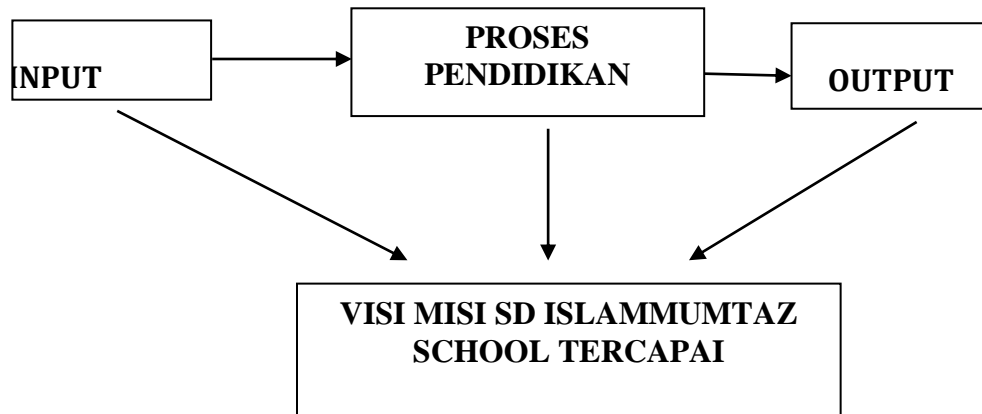 INPUT
PROSES
PENDIDIKAN
OUTPUT
VISI MISI SD ISLAMMUMTAZ
SCHOOL TERCAPAI